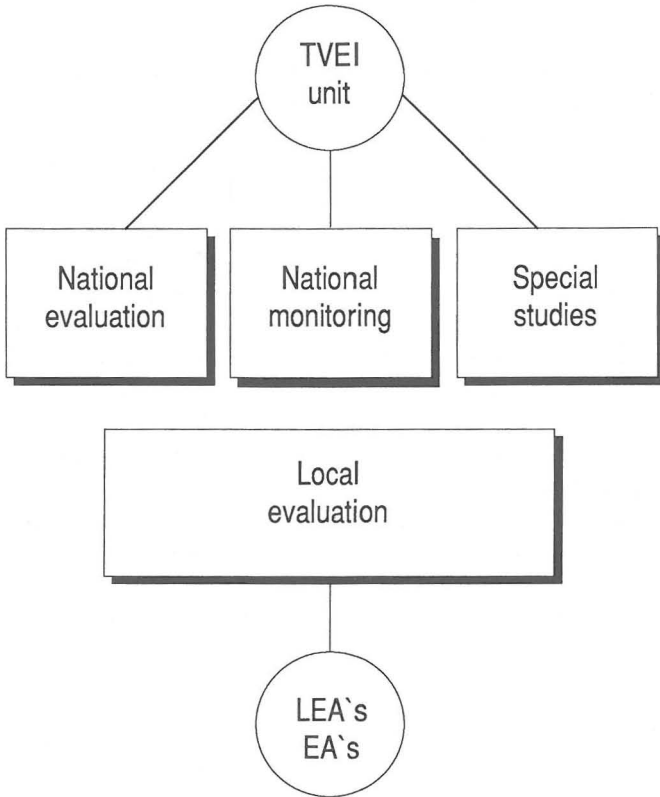 TVEI
unit
National
evaluation
National
monitoring
Special
studies
Local
evaluation
LEA`s
EA`s